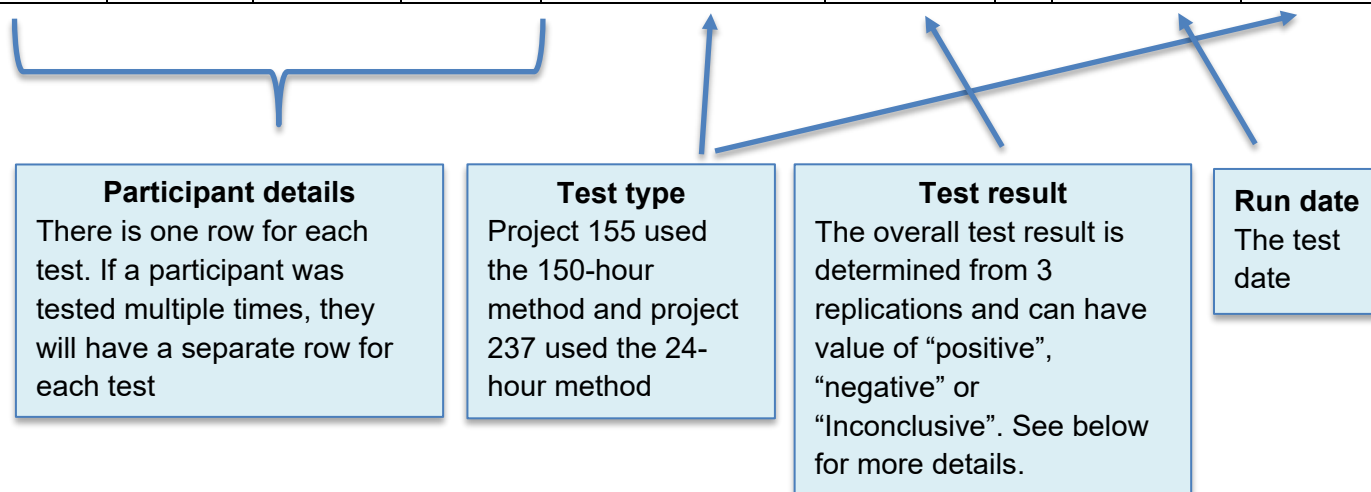 Participant details
There is one row for each
test. If a participant was
tested multiple times, they
will have a separate row for
each test
Test type
Project 155 used
the 150-hour
method and project
237 used the 24-
hour method
Test result
The overall test result is
determined from 3
replications and can have
value of “positive”,
“negative” or
“Inconclusive”. See below
for more details.
Run date
The test
date